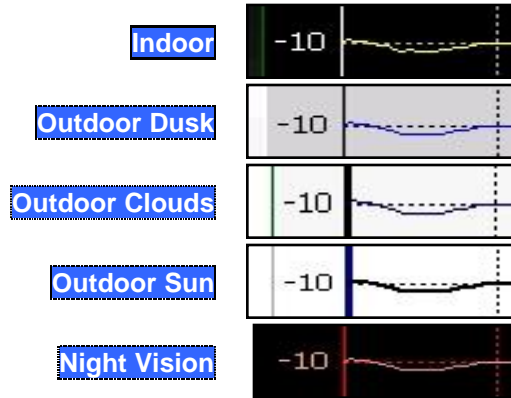 Indoor -10
Outdoor Dusk -10
Outdoor Clouds -10
Outdoor Sun -10
Night Vision -10